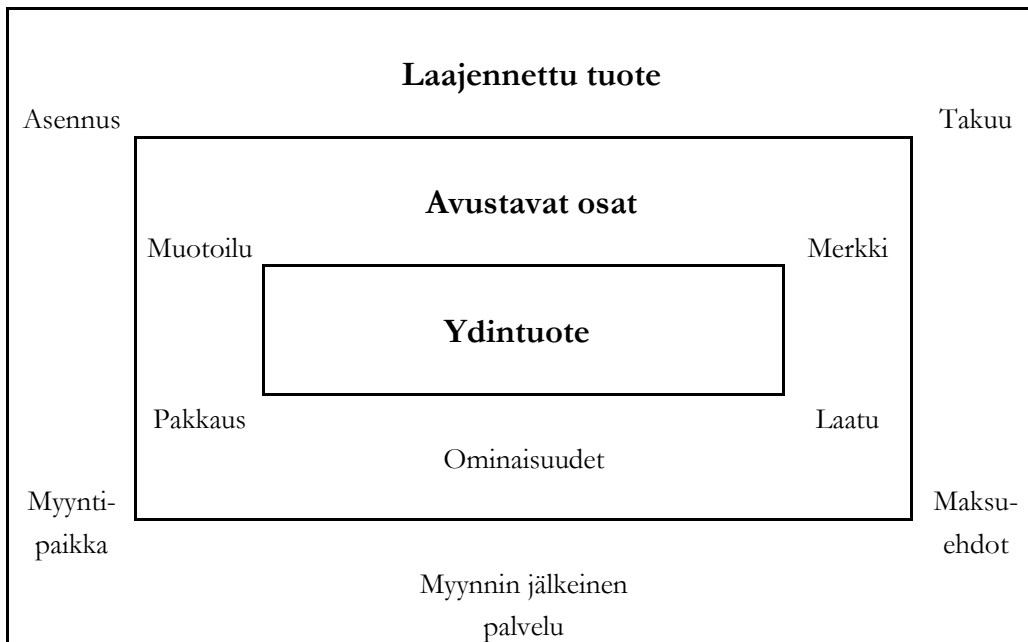 Laajennettu tuote
Asennus
Takuu
Avustavat osat
Muotoilu
Merkki
Ydintuote
Pakkaus
Laatu
Ominaisuudet
Myynti-
paikka
Maksu-
ehdot
Myynnin jälkeinen
palvelu